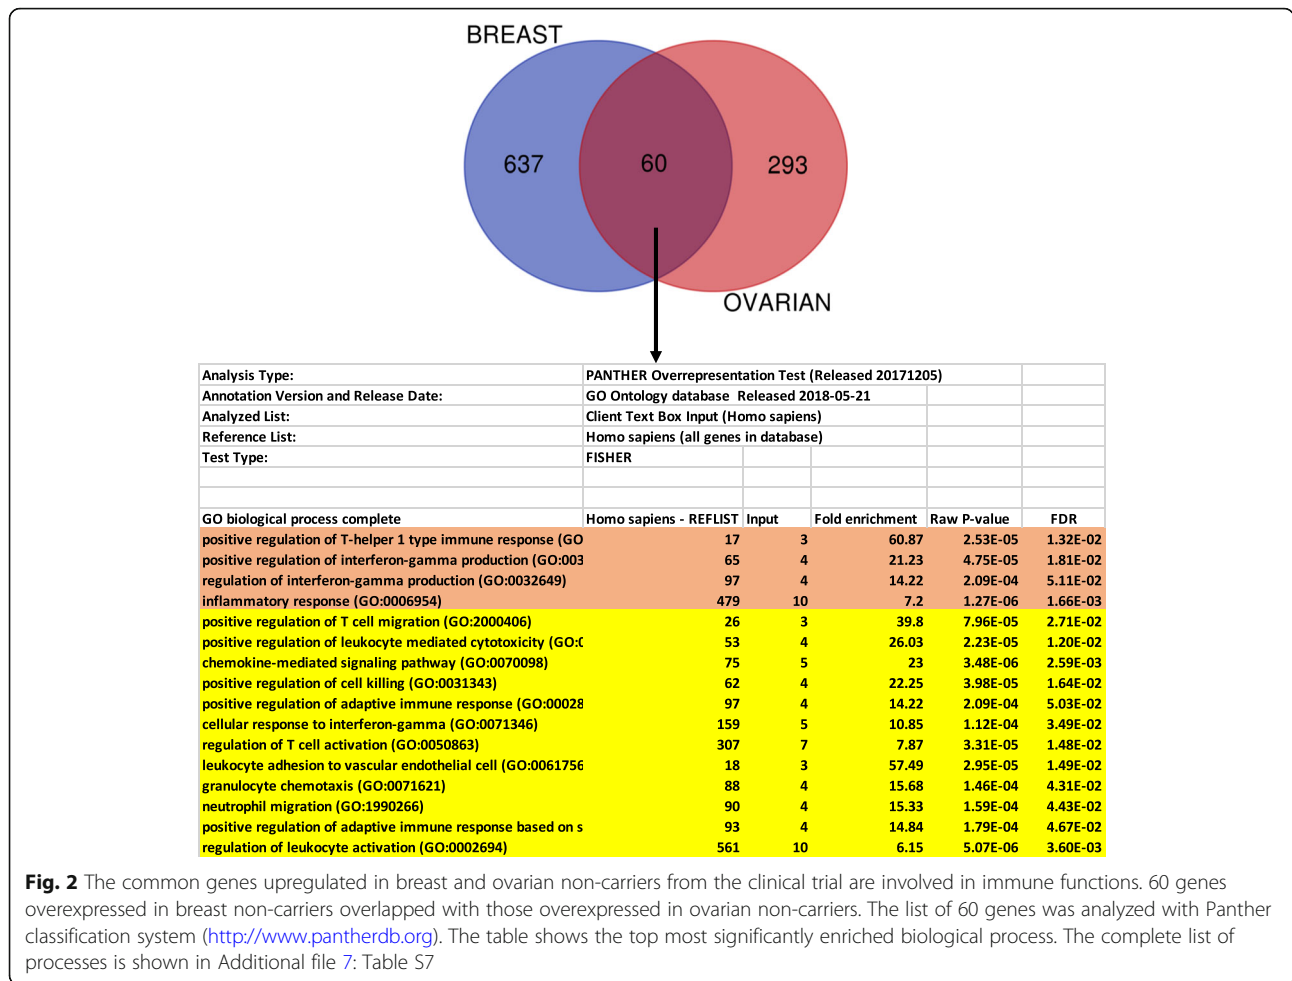 BREAST
637 60 293
OVARIAN
Analysis Type: PANTHER Overrepresentation Test (Released 20171205)
Annotation Version and Release Date: GO Ontology database Released 2018-05-21
Analyzed List: Client Text Box Input (Homo sapiens)
Reference List: Homo sapiens (all genes in database)
Test Type: FISHER
GO biological process complete Homo sapiens - REFLIST Input Fold enrichment Raw P-value FDR
positive regulation of T-helper 1 type immune response (GO 17 3 60.87 2.53E-05 1.32E-02
positive regulation of interferon-gamma production (GO:003 65 4 21.23 4.75E-05 1.81E-02
regulation of interferon-gamma production (GO:0032649) 97 4 14.22 2.09E-04 5.11E-02
inflammatory response (GO:0006954) 479 10 7.2 1.27E-06 1.66E-03
positive regulation of T cell migration (GO:2000406) 26 3 39.8 7.96E-05 2.71E-02
positive regulation of leukocyte mediated cytotoxicity (GO:0 53 4 26.03 2.23E-05 1.20E-02
chemokine-mediated signaling pathway (GO:0070098) 75 5 23 3.48E-06 2.59E-03
positive regulation of cell killing (GO:0031343) 62 4 22.25 3.98E-05 1.64E-02
positive regulation of adaptive immune response (GO:00028 97 4 14.22 2.09E-04 5.03E-02
cellular response to interferon-gamma (GO:0071346) 159 5 10.85 1.12E-04 3.49E-02
regulation of T cell activation (GO:0050863) 307 7 7.87 3.31E-05 1.48E-02
leukocyte adhesion to vascular endothelial cell (GO:0061756 18 3 57.49 2.95E-05 1.49E-02
granulocyte chemotaxis (GO:0071621) 88 4 15.68 1.46E-04 4.31E-02
neutrophil migration (GO:1990266) 90 4 15.33 1.59E-04 4.43E-02
positive regulation of adaptive immune response based on s 93 4 14.84 1.79E-04 4.67E-02
regulation of leukocyte activation (GO:0002694) 561 10 6.15 5.07E-06 3.60E-03
Fig. 2 The common genes upregulated in breast and ovarian non-carriers from the clinical trial are involved in immune functions. 60 genes
overexpressed in breast non-carriers overlapped with those overexpressed in ovarian non-carriers. The list of 60 genes was analyzed with Panther
classification system (http://www.pantherdb.org). The table shows the top most significantly enriched biological process. The complete list of
processes is shown in Additional file 7: Table S7